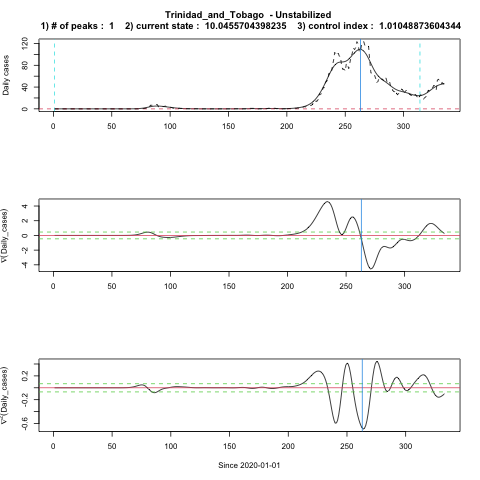 Trinidad_and_Tobago - Unstabilized
1) # of peaks : 1 2) current state : 10.0455704398235 3) control index : 1.01048873604344
Daily cases
0 40 80 120
0 50 100 150 200 250 300
∇(Daily_cases)
-4 -2 0 2 4
0 50 100 150 200 250 300
∇²(Daily_cases)
-0.6 -0.2 0.2
0 50 100 150 200 250 300
Since 2020-01-01